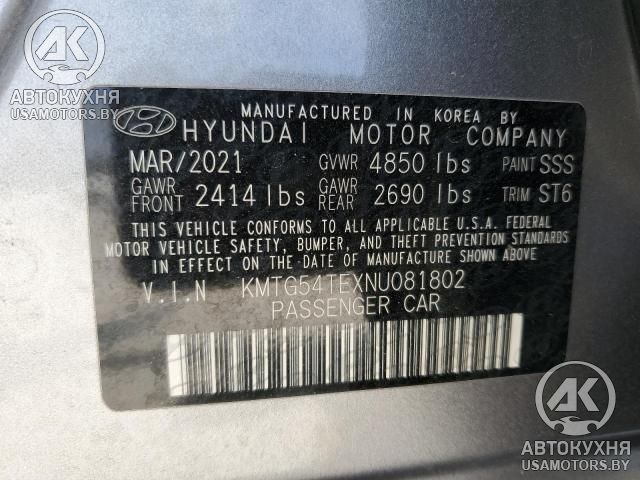 AK
АВТОКУХНЯ
USAMOTORS.BY
MANUFACTURED IN KOREA BY
HYUNDAI MOTOR COMPANY
MAR/2021 GVWR 4850 lbs PAINT SSS
GAWR FRONT 2414 lbs GAWR REAR 2690 lbs TRIM ST6
THIS VEHICLE CONFORMS TO ALL APPLICABLE U.S.A. FEDERAL
MOTOR VEHICLE SAFETY, BUMPER, AND THEFT PREVENTION STANDARDS
IN EFFECT ON THE DATE OF MANUFACTURE SHOWN ABOVE
V.I.N KMTG54TEXNU081802
PASSENGER CAR
AK
АВТОКУХНЯ
USAMOTORS.BY